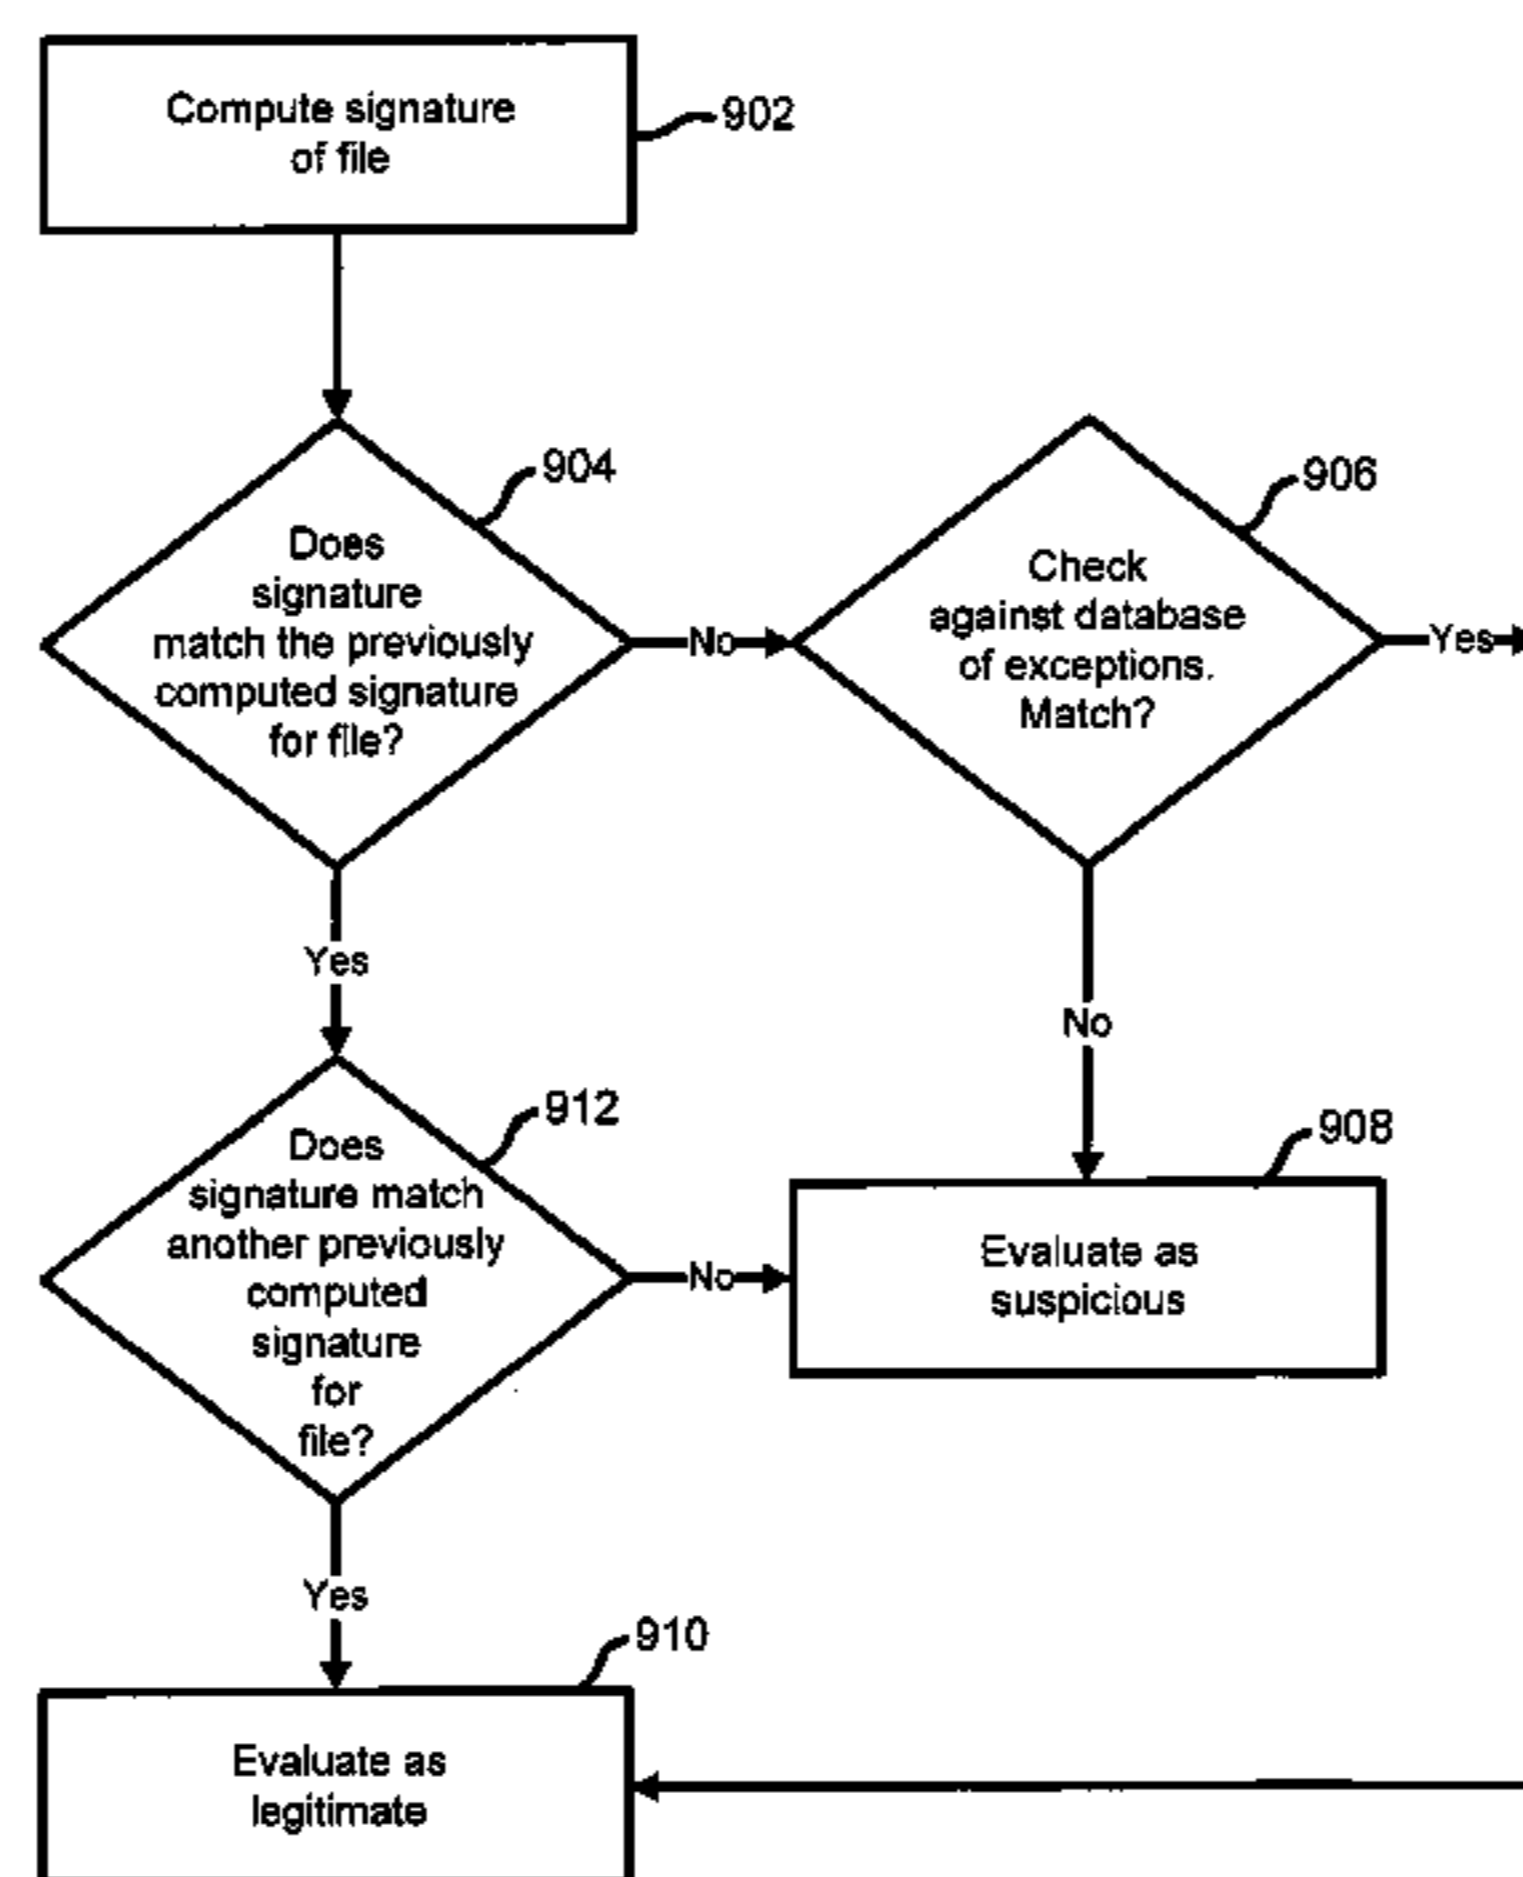 Compute signature
of file
902
904
Does
signature
match the previously
computed signature
for file?
No
906
Check
against database
of exceptions.
Match?
Yes
Yes
No
912
Does
signature match
another previously
computed
signature
for
file?
No
908
Evaluate as
suspicious
Yes
910
Evaluate as
legitimate